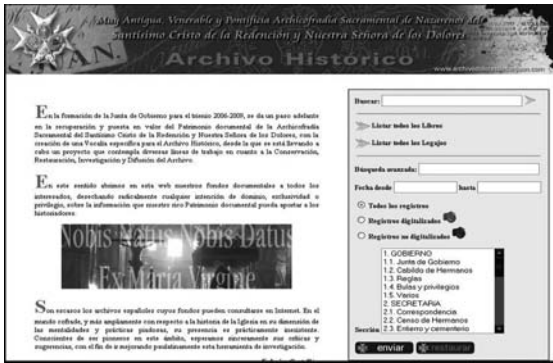 Muy Antigua, Venerable y Pontificia Archicofradía Sacramental de Nazarenos del
Santísimo Cristo de la Redención y Nuestra Señora de los Dolores
Archivo Histórico
En la formación de la Junta de Gobierno para el trienio 2006-2009, se da un paso adelante
en la recuperación y puesta en valor del Patrimonio documental de la Archicofradía
Sacramental del Santísimo Cristo de la Redención y Nuestra Señora de los Dolores, con la
creación de una Vocalía específica para el Archivo Histórico, desde la que se está llevando a
cabo un proyecto que contempla diversas líneas de trabajo en cuanto a la Conservación,
Restauración, Investigación y Difusión del Archivo.
En este sentido abrimos en esta web nuestros fondos documentales a todos los
interesados, desechando radicalmente cualquier intención de dominio, exclusividad o
privilegio, sobre la información que nuestro rico Patrimonio documental pueda aportar a los
historiadores:
Nobis Datus Nobis Datus
Ex Maria Virgine
Son escasos los archivos españoles cuyos fondos pueden consultarse en Internet. En el
mundo cofrade, y más ampliamente con respecto a la historia de la Iglesia en su dimensión de
las mentalidades y prácticas piadosas, su presencia es prácticamente inexistente.
Conscientes de ser pioneros en este ámbito, esperamos sinceramente sus críticas y
sugerencias, con el fin de ir mejorando paulatinamente esta herramienta de investigación.
Buscar:
Listar todos los Libros
Listar todos los Legajos
Búsqueda avanzada:
Fecha desde hasta
Todos los registros
Registros digitalizados
Registros no digitalizados
1. GOBIERNO
1.1. Junta de Gobierno
1.2. Cabildo de Hermanos
1.3. Reglas
1.4. Bulas y privilegios
1.5. Varios
2. SECRETARIA
2.1. Correspondencia
2.2. Censo de Hermanos
Sección 2.3. Entierro y cementerio
enviar restaurar